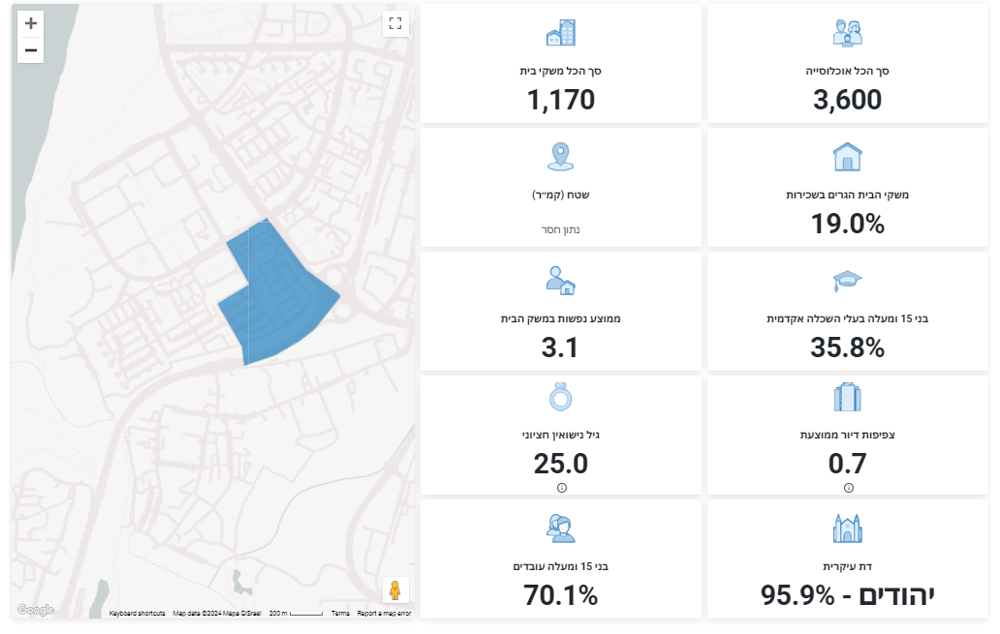 סך הכל אוכלוסייה
3,600
סך הכל משקי בית
1,170
משקי הבית הגרים בשכירות
19.0%
שטח (קמ״ר)
נתון חסר
בני 15 ומעלה בעלי השכלה אקדמית
35.8%
ממוצע נפשות במשק הבית
3.1
צפיפות דיור ממוצעת
0.7
גיל נישואין חציוני
25.0
דת עיקרית
יהודים - 95.9%
בני 15 ומעלה עובדים
70.1%
Google
Keyboard shortcuts Map data ©2024 Mapa GISrael 200 m Terms Report a map error